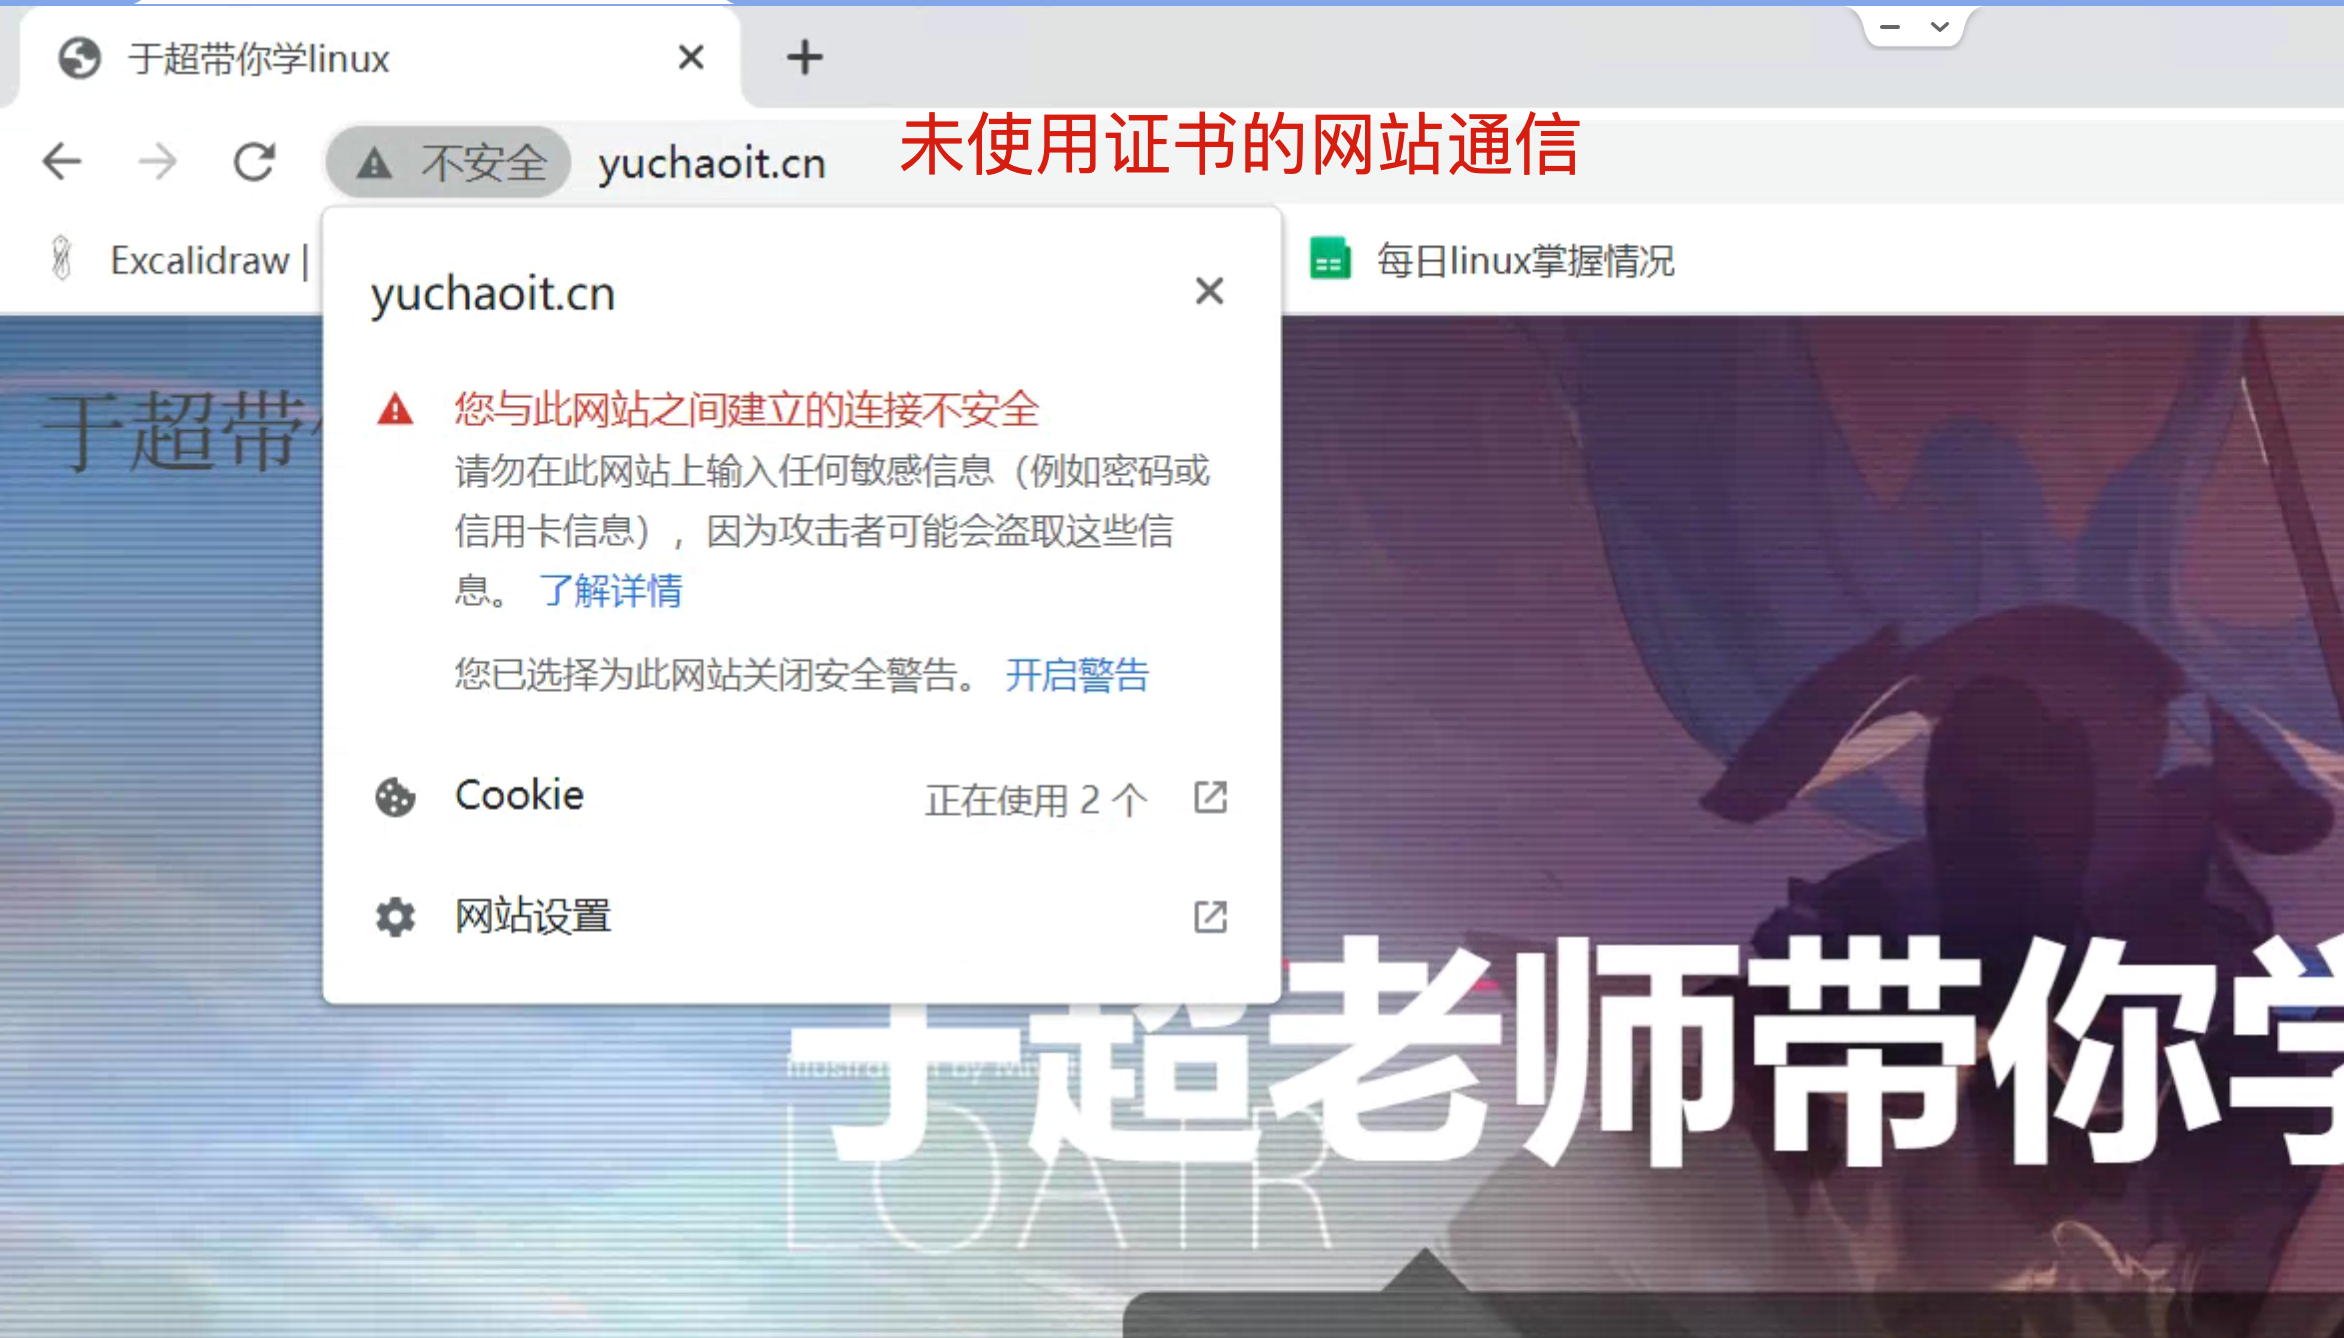 于超带你学linux
未使用证书的网站通信
不安全 yuchaoit.cn
Excalidraw |
每日linux掌握情况
yuchaoit.cn
于超带
您与此网站之间建立的连接不安全
请勿在此网站上输入任何敏感信息（例如密码或
信用卡信息），因为攻击者可能会盗取这些信
息。 了解详情
您已选择为此网站关闭安全警告。 开启警告
Cookie 正在使用 2 个
网站设置
于超老师带你学
by